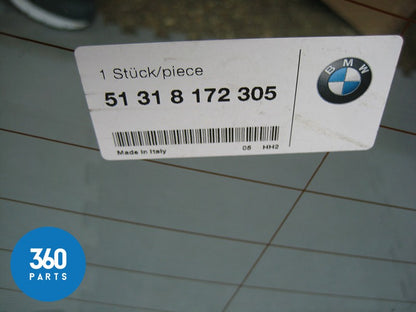 1 Stück/piece
BMW
51 31 8 172 305
Made in Italy 05 HH2
360
PARTS